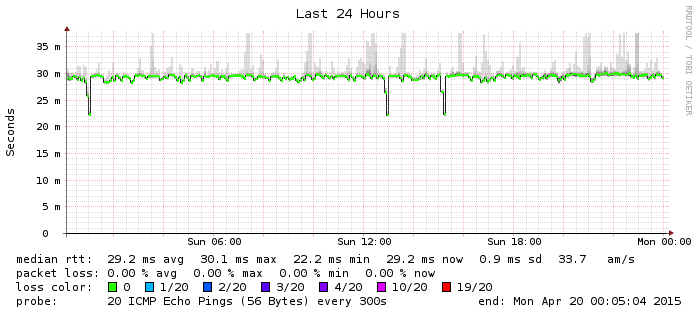 Last 24 Hours
RRDTOOL / TOBI OETIKER
Seconds
35 m
30 m
25 m
20 m
15 m
10 m
5 m
0
Sun 06:00 Sun 12:00 Sun 18:00 Mon 00:00
median rtt: 29.2 ms avg 30.1 ms max 22.2 ms min 29.2 ms now 0.9 ms sd 33.7 am/s
packet loss: 0.00 % avg 0.00 % max 0.00 % min 0.00 % now
loss color: 0 1/20 2/20 3/20 4/20 10/20 19/20
probe: 20 ICMP Echo Pings (56 Bytes) every 300s end: Mon Apr 20 00:05:04 2015